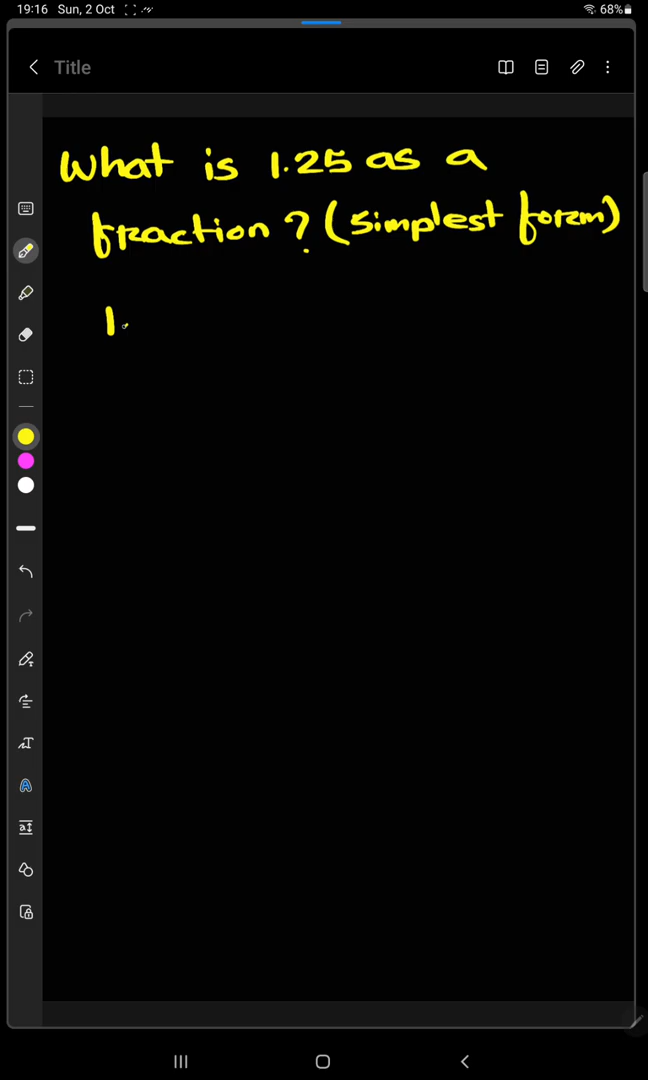 19:16 Sun, 2 Oct 68%
Title
What is 1.25 as a
fraction? (simplest form)
1.